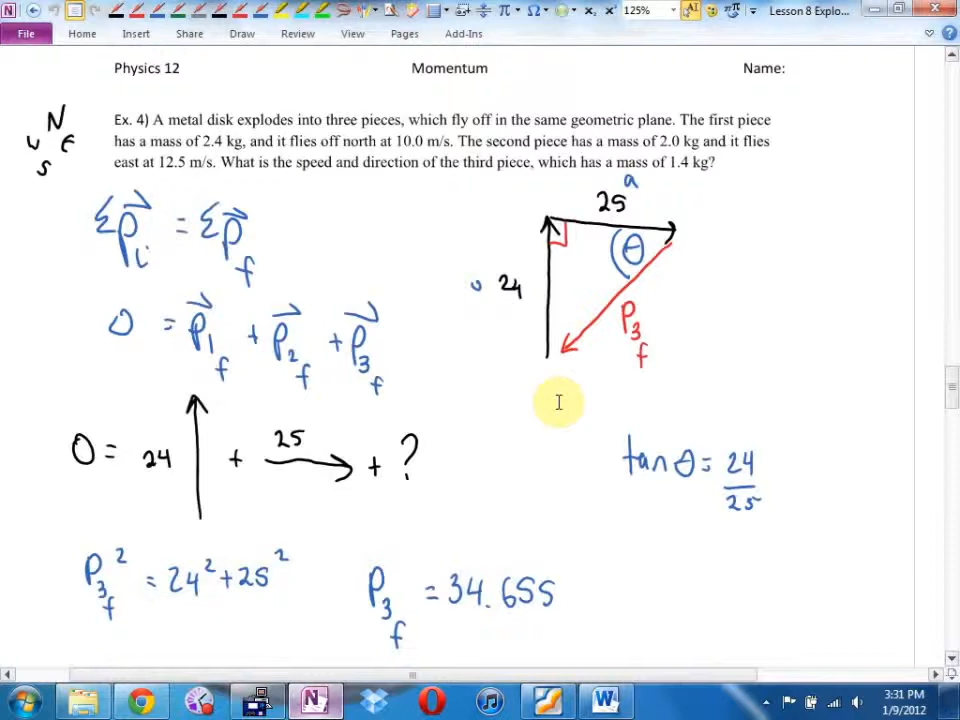 125%
Lesson 8 Explo...
File Home Insert Share Draw Review View Pages Add-Ins
Physics 12 Momentum Name:
N
W E
S
Ex. 4) A metal disk explodes into three pieces, which fly off in the same geometric plane. The first piece
has a mass of 2.4 kg, and it flies off north at 10.0 m/s. The second piece has a mass of 2.0 kg and it flies
east at 12.5 m/s. What is the speed and direction of the third piece, which has a mass of 1.4 kg?
Σp⃗i = Σp⃗f
25 a
θ
o 24
P3f
0 = P⃗1f + P⃗2f + P⃗3f
0 = 24 + 25 + ?
tan θ = 24/25
P3f² = 24² + 25²
P3f = 34.655
3:31 PM
1/9/2012